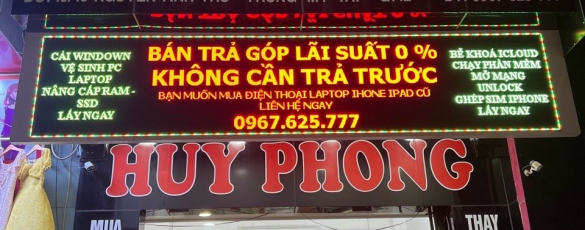 CÀI WINDOWN
VỆ SINH PC
LAPTOP
NÂNG CẤP RAM -
SSD
LẤY NGAY
BÁN TRẢ GÓP LÃI SUẤT 0 %
KHÔNG CẦN TRẢ TRƯỚC
BẠN MUỐN MUA ĐIỆN THOẠI LAPTOP IHONE IPAD CŨ
LIÊN HỆ NGAY
0967.625.777
BẺ KHOÁ ICLOUD
CHẠY PHẦN MỀM
MỞ MẠNG
UNLOCK
GHÉP SIM IPHONE
LẤY NGAY
HUY PHONG
MUA
THAY